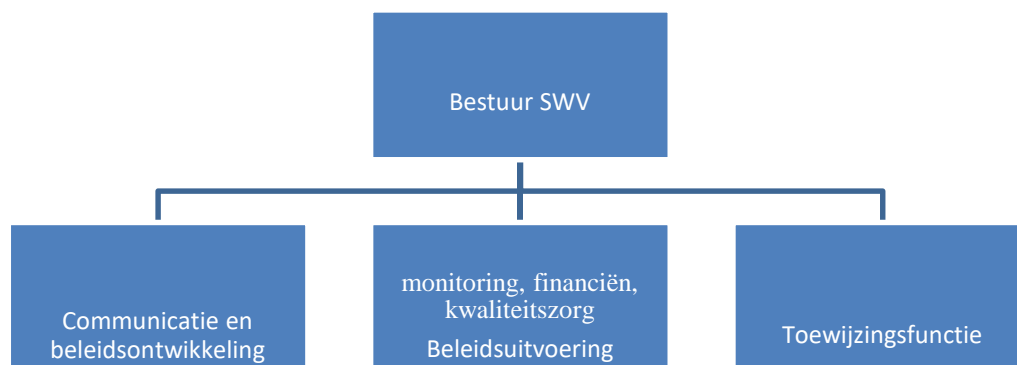 Bestuur SWV
Communicatie en
beleidsontwikkeling
monitoring, financiën,
kwaliteitszorg
Beleidsuitvoering
Toewijzingsfunctie